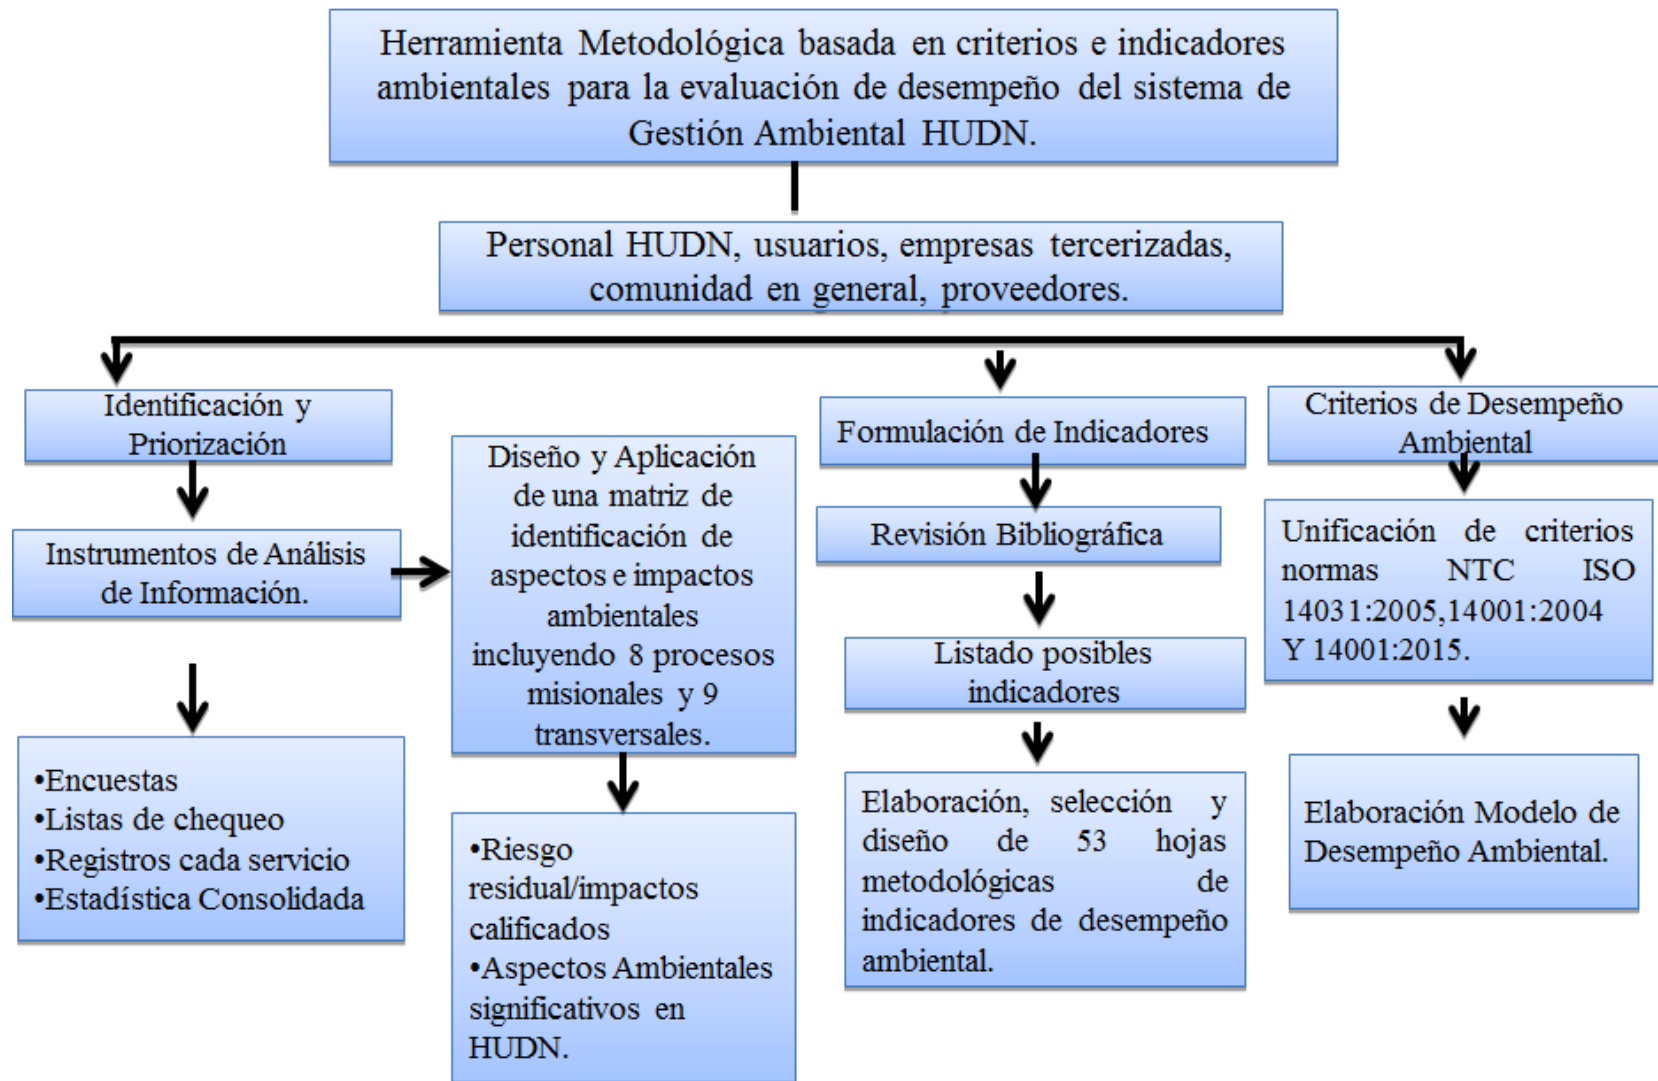 Herramienta Metodológica basada en criterios e indicadores
ambientales para la evaluación de desempeño del sistema de
Gestión Ambiental HUDN.
Personal HUDN, usuarios, empresas tercerizadas,
comunidad en general, proveedores.
Identificación y
Priorización
Instrumentos de Análisis
de Información.
•Encuestas
•Listas de chequeo
•Registros cada servicio
•Estadística Consolidada
Diseño y Aplicación
de una matriz de
identificación de
aspectos e impactos
ambientales
incluyendo 8 procesos
misionales y 9
transversales.
•Riesgo
residual/impactos
calificados
•Aspectos Ambientales
significativos en
HUDN.
Formulación de Indicadores
Revisión Bibliográfica
Listado posibles
indicadores
Elaboración, selección y
diseño de 53 hojas
metodológicas de
indicadores de desempeño
ambiental.
Criterios de Desempeño
Ambiental
Unificación de criterios
normas NTC ISO
14031:2005,14001:2004
Y 14001:2015.
Elaboración Modelo de
Desempeño Ambiental.